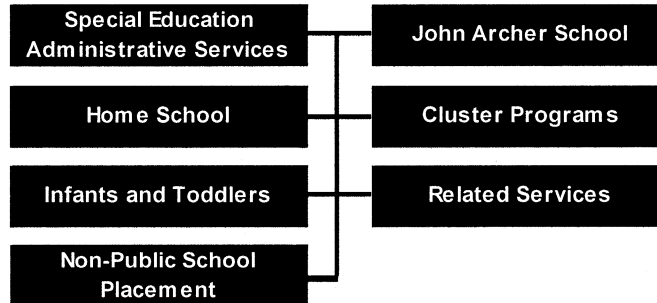 Special Education
Administrative Services
John Archer School
Home School
Cluster Programs
Infants and Toddlers
Related Services
Non-Public School
Placement